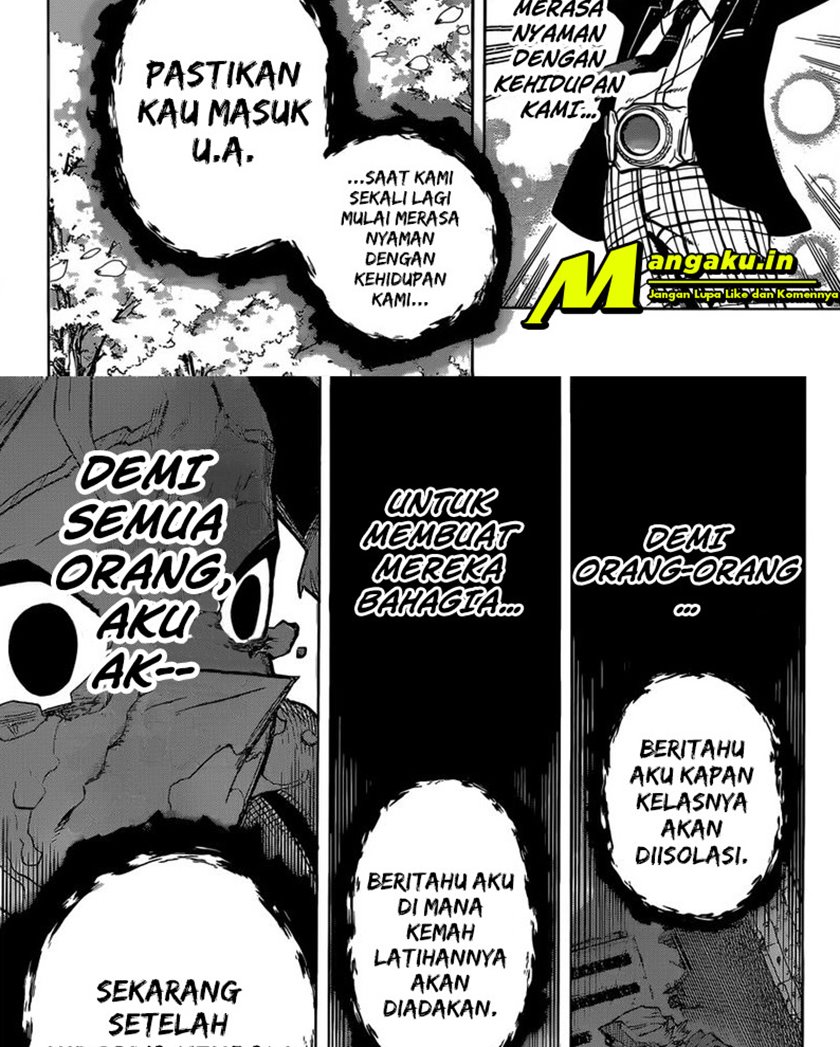 MERASA
NYAMAN
DENGAN
KEHIDUPAN
KAMI...
PASTIKAN
KAU MASUK
U.A.
...SAAT KAMI
SEKALI LAGI
MULAI MERASA
NYAMAN
DENGAN
KEHIDUPAN
KAMI...
Mangaku.in
Jangan Lupa Like dan Komennya
DEMI
ORANG-ORANG
...
BERITAHU
AKU KAPAN
KELASNYA
AKAN
DIISOLASI.
UNTUK
MEMBUAT
MEREKA
BAHAGIA...
BERITAHU AKU
DI MANA
KEMAH
LATIHANNYA
AKAN
DIADAKAN.
DEMI
SEMUA
ORANG,
AKU
AK--
SEKARANG
SETELAH